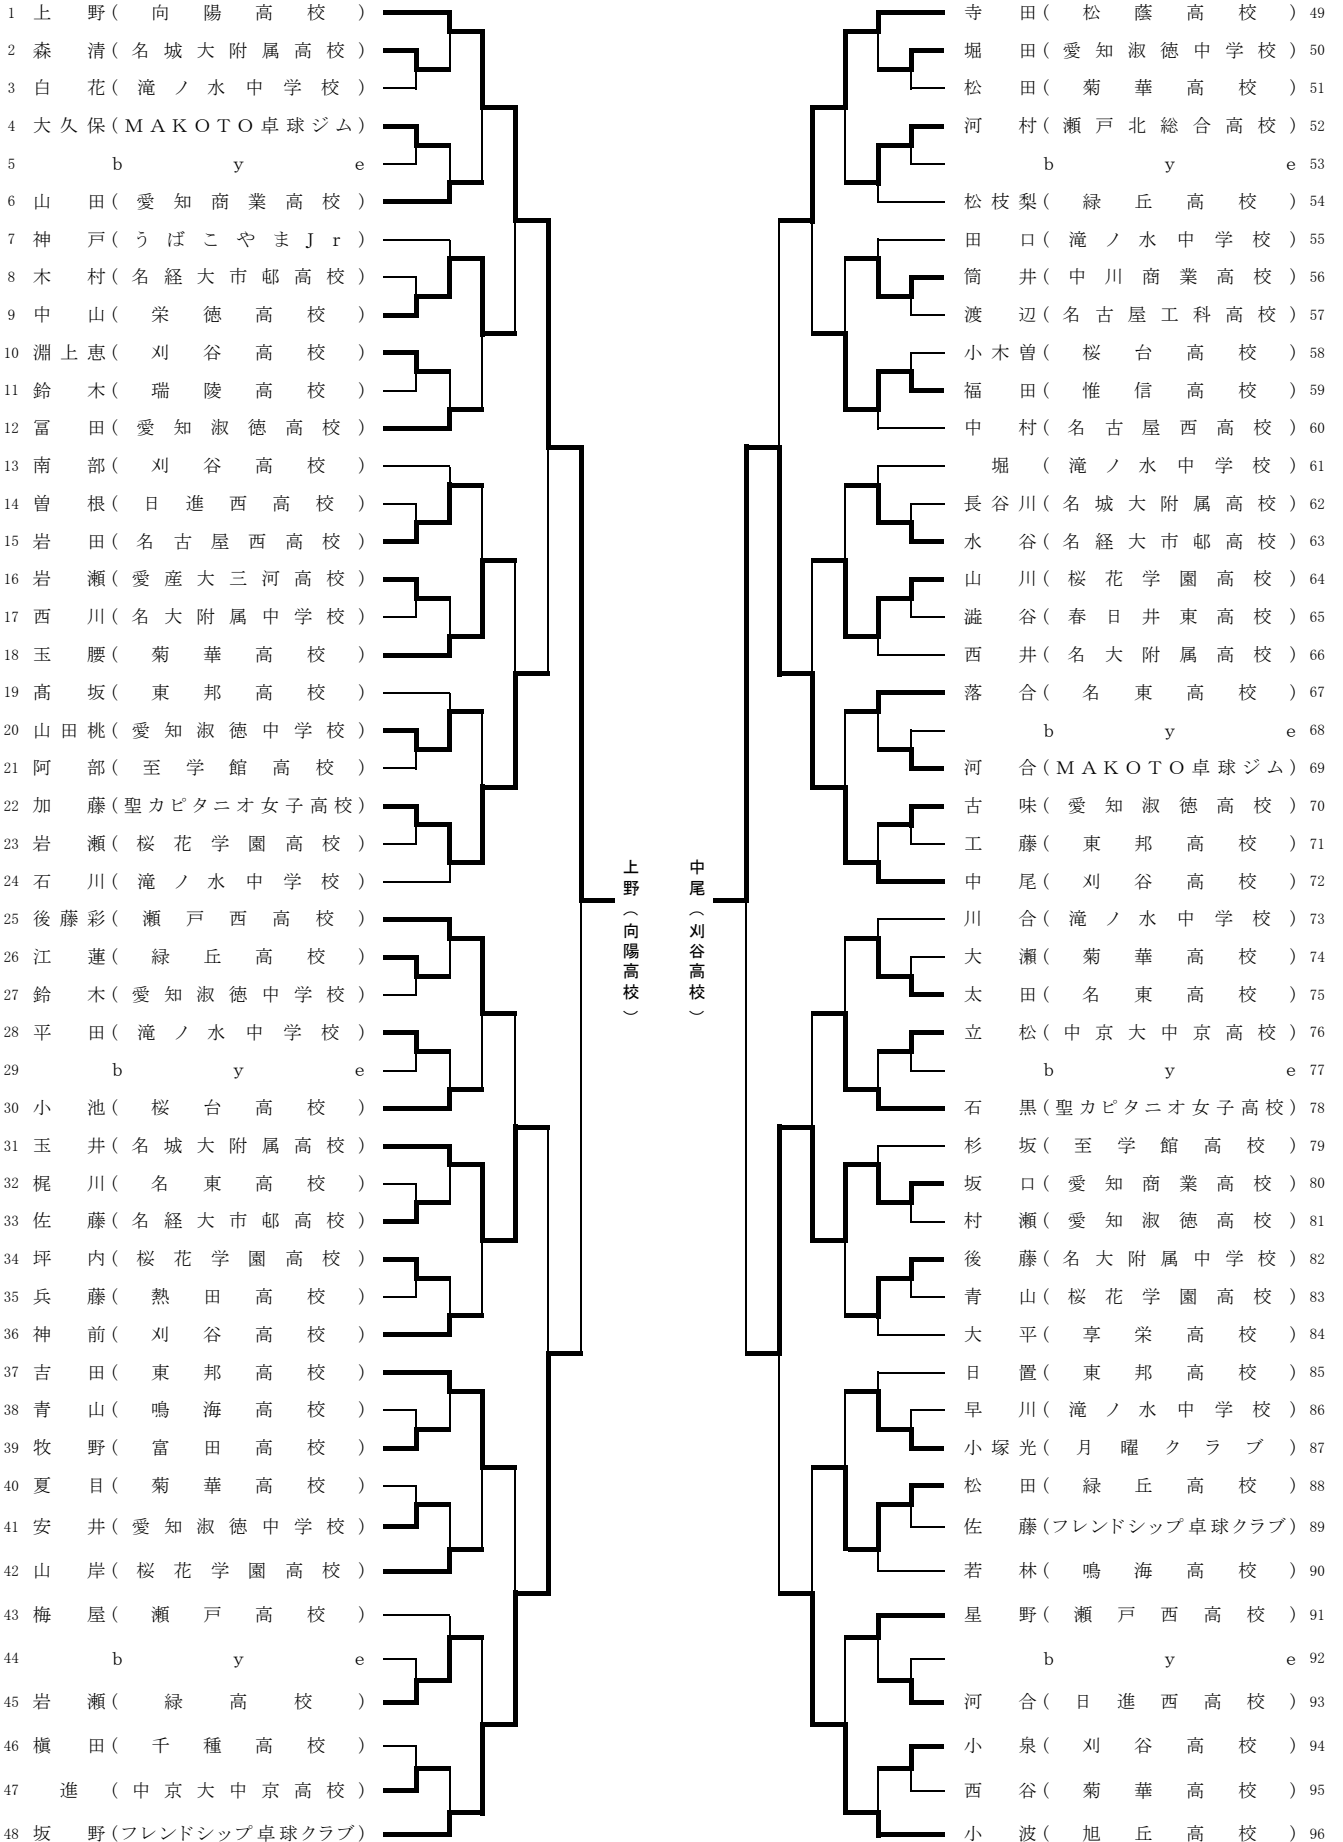 1 上野(向陽高校)
2 森清(名城大附属高校)
3 白花(滝ノ水中学校)
4 大久保(MAKOTO卓球ジム)
5 bye
6 山田(愛知商業高校)
7 神戸(うばこやまJr)
8 木村(名経大市邨高校)
9 中山(栄徳高校)
10 淵上恵(刈谷高校)
11 鈴木(瑞陵高校)
12 冨田(愛知淑徳高校)
13 南部(刈谷高校)
14 曽根(日進西高校)
15 岩田(名古屋西高校)
16 岩瀬(愛産大三河高校)
17 西川(名大附属中学校)
18 玉腰(菊華高校)
19 髙坂(東邦高校)
20 山田桃(愛知淑徳中学校)
21 阿部(至学館高校)
22 加藤(聖カピタニオ女子高校)
23 岩瀬(桜花学園高校)
24 石川(滝ノ水中学校)
25 後藤彩(瀬戸西高校)
26 江蓮(緑丘高校)
27 鈴木(愛知淑徳中学校)
28 平田(滝ノ水中学校)
29 bye
30 小池(桜台高校)
31 玉井(名城大附属高校)
32 梶川(名東高校)
33 佐藤(名経大市邨高校)
34 坪内(桜花学園高校)
35 兵藤(熱田高校)
36 神前(刈谷高校)
37 吉田(東邦高校)
38 青山(鳴海高校)
39 牧野(富田高校)
40 夏目(菊華高校)
41 安井(愛知淑徳中学校)
42 山岸(桜花学園高校)
43 梅屋(瀬戸高校)
44 bye
45 岩瀬(緑高校)
46 槇田(千種高校)
47 進(中京大中京高校)
48 坂野(フレンドシップ卓球クラブ)
上野(向陽高校)
中尾(刈谷高校)
寺田(松蔭高校) 49
堀田(愛知淑徳中学校) 50
松田(菊華高校) 51
河村(瀬戸北総合高校) 52
bye 53
松枝梨(緑丘高校) 54
田口(滝ノ水中学校) 55
筒井(中川商業高校) 56
渡辺(名古屋工科高校) 57
小木曽(桜台高校) 58
福田(惟信高校) 59
中村(名古屋西高校) 60
堀(滝ノ水中学校) 61
長谷川(名城大附属高校) 62
水谷(名経大市邨高校) 63
山川(桜花学園高校) 64
澁谷(春日井東高校) 65
西井(名大附属高校) 66
落合(名東高校) 67
bye 68
河合(MAKOTO卓球ジム) 69
古味(愛知淑徳高校) 70
工藤(東邦高校) 71
中尾(刈谷高校) 72
川合(滝ノ水中学校) 73
大瀬(菊華高校) 74
太田(名東高校) 75
立松(中京大中京高校) 76
bye 77
石黒(聖カピタニオ女子高校) 78
杉坂(至学館高校) 79
坂口(愛知商業高校) 80
村瀬(愛知淑徳高校) 81
後藤(名大附属中学校) 82
青山(桜花学園高校) 83
大平(享栄高校) 84
日置(東邦高校) 85
早川(滝ノ水中学校) 86
小塚光(月曜クラブ) 87
松田(緑丘高校) 88
佐藤(フレンドシップ卓球クラブ) 89
若林(鳴海高校) 90
星野(瀬戸西高校) 91
bye 92
河合(日進西高校) 93
小泉(刈谷高校) 94
西谷(菊華高校) 95
小波(旭丘高校) 96